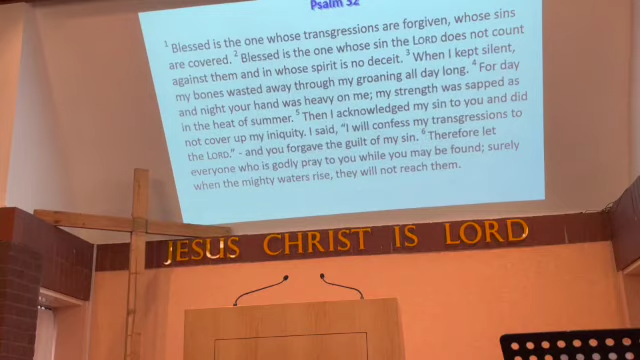 Psalm 32
1 Blessed is the one whose transgressions are forgiven, whose sins
are covered. 2 Blessed is the one whose sin the LORD does not count
against them and in whose spirit is no deceit. 3 When I kept silent,
my bones wasted away through my groaning all day long. 4 For day
and night your hand was heavy on me; my strength was sapped as
in the heat of summer. 5 Then I acknowledged my sin to you and did
not cover up my iniquity. I said, “I will confess my transgressions to
the LORD.” - and you forgave the guilt of my sin. 6 Therefore let
everyone who is godly pray to you while you may be found; surely
when the mighty waters rise, they will not reach them.
JESUS CHRIST IS LORD